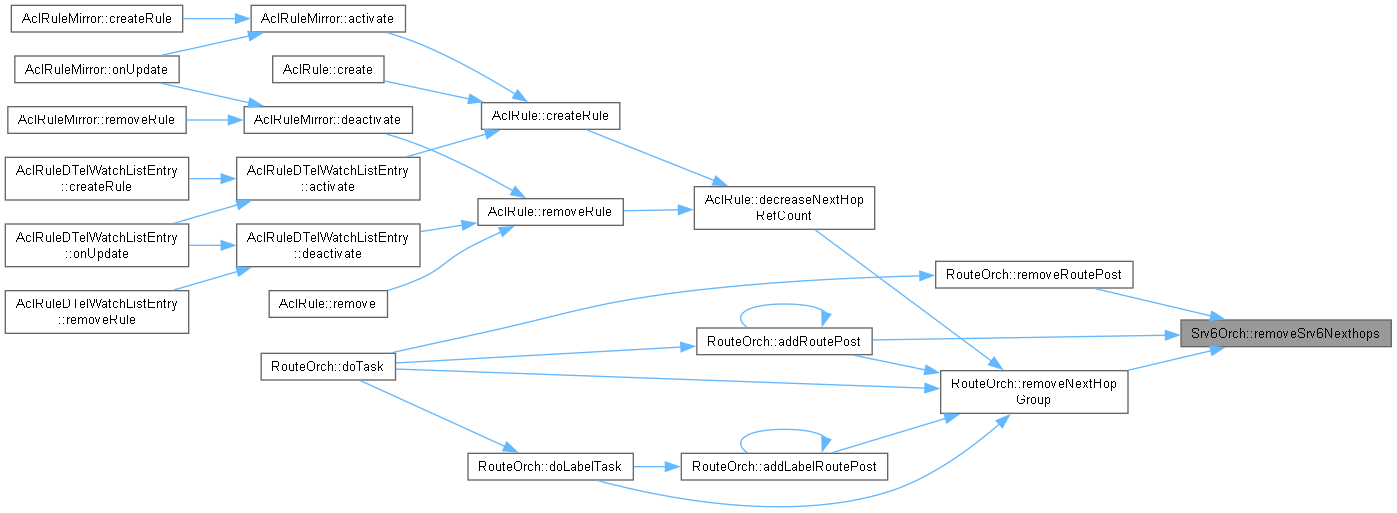 AclRuleMirror::createRule
AclRuleMirror::activate
AclRuleMirror::onUpdate
AclRule::create
AclRuleMirror::removeRule
AclRuleMirror::deactivate
AclRule::createRule
AclRuleDTelWatchListEntry
::createRule
AclRuleDTelWatchListEntry
::activate
AclRule::decreaseNextHop
RefCount
AclRule::removeRule
AclRuleDTelWatchListEntry
::onUpdate
AclRuleDTelWatchListEntry
::deactivate
RouteOrch::removeRoutePost
AclRuleDTelWatchListEntry
::removeRule
AclRule::remove
Srv6Orch::removeSrv6Nexthops
RouteOrch::addRoutePost
RouteOrch::doTask
RouteOrch::removeNextHop
Group
RouteOrch::doLabelTask
RouteOrch::addLabelRoutePost